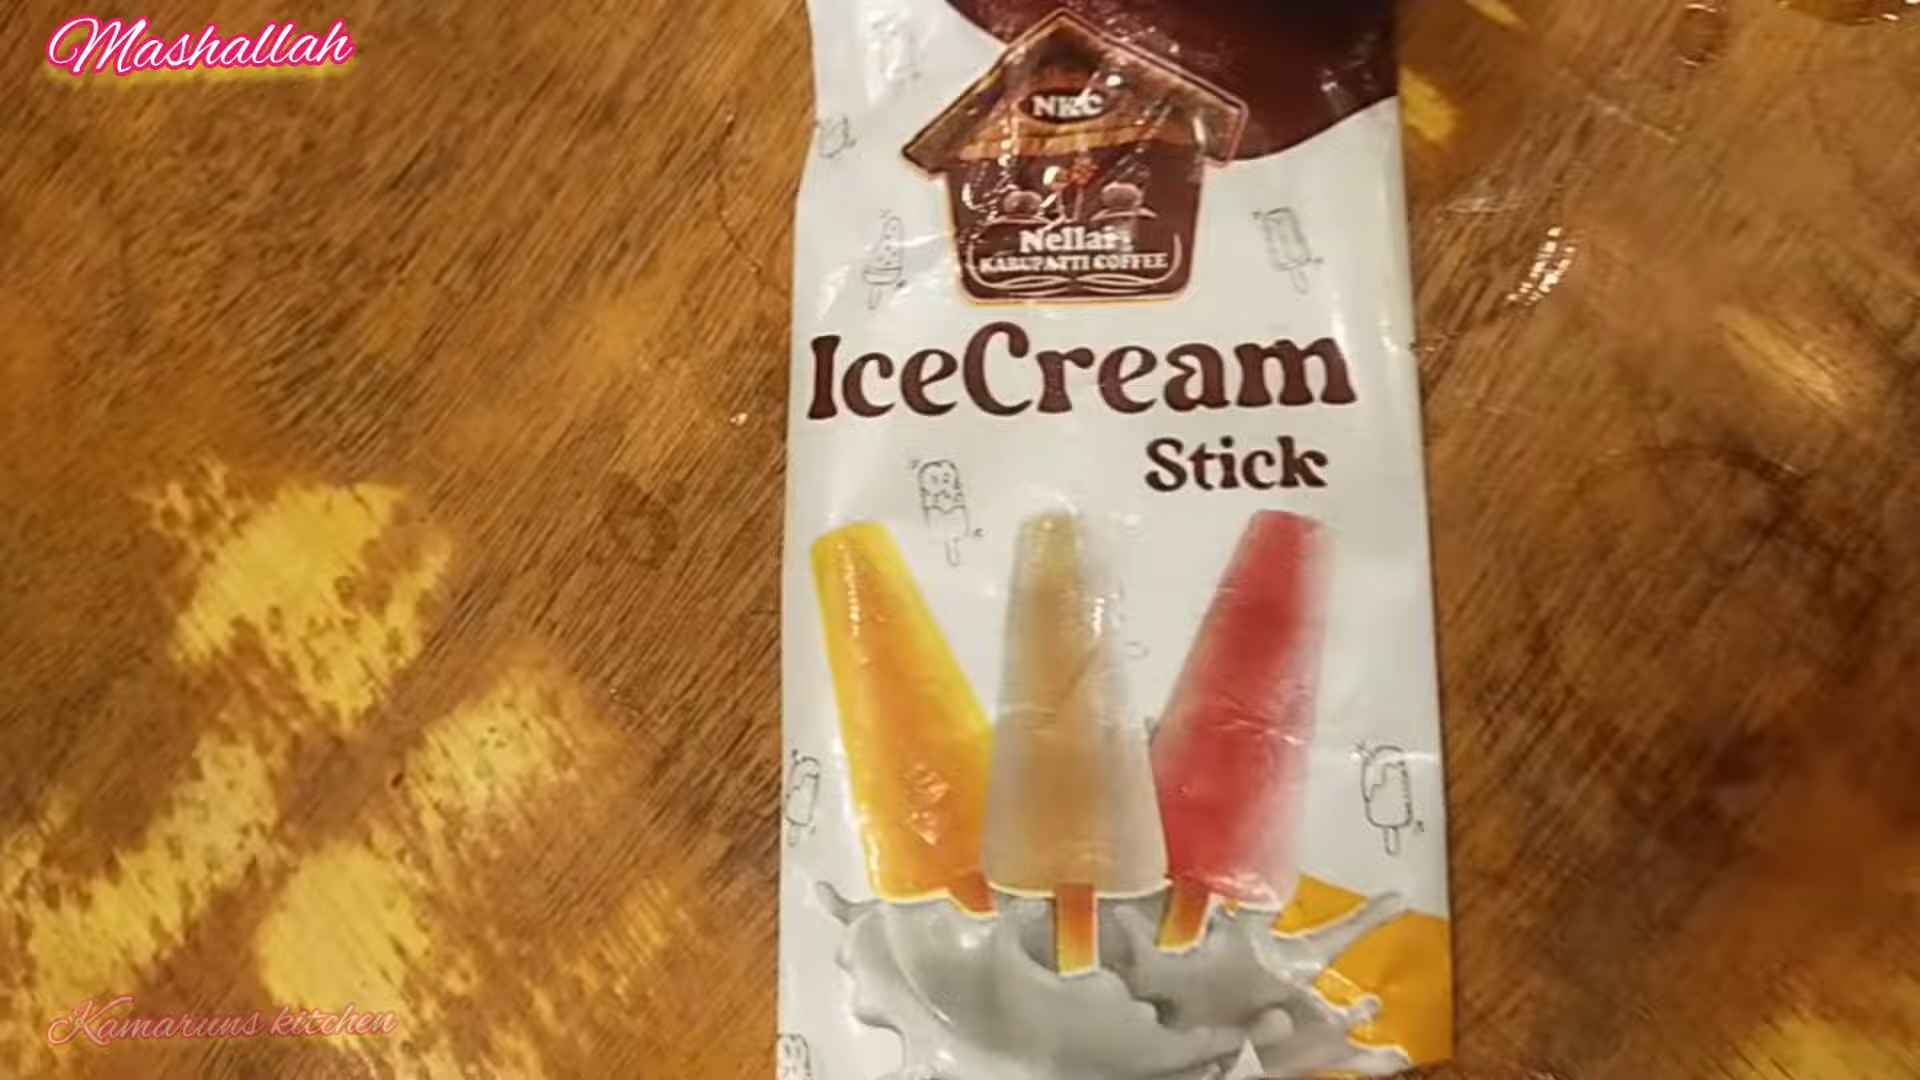 Mashallah
NKC
Nellai
KARUPATTI COFFEE
IceCream
Stick
Kamaruns kitchen